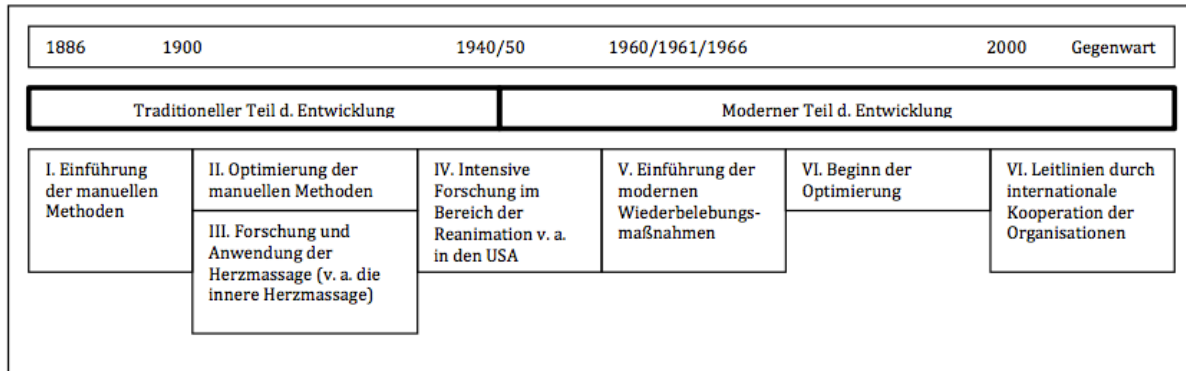 1886 1900 1940/50 1960/1961/1966 2000 Gegenwart
Traditioneller Teil d. Entwicklung
Moderner Teil d. Entwicklung
I. Einführung
der manuellen
Methoden
II. Optimierung der
manuellen Methoden
III. Forschung und
Anwendung der
Herzmassage (v. a. die
innere Herzmassage)
IV. Intensive
Forschung im
Bereich der
Reanimation v. a.
in den USA
V. Einführung der
modernen
Wiederbelebungs-
maßnahmen
VI. Beginn der
Optimierung
VI. Leitlinien durch
internationale
Kooperation der
Organisationen